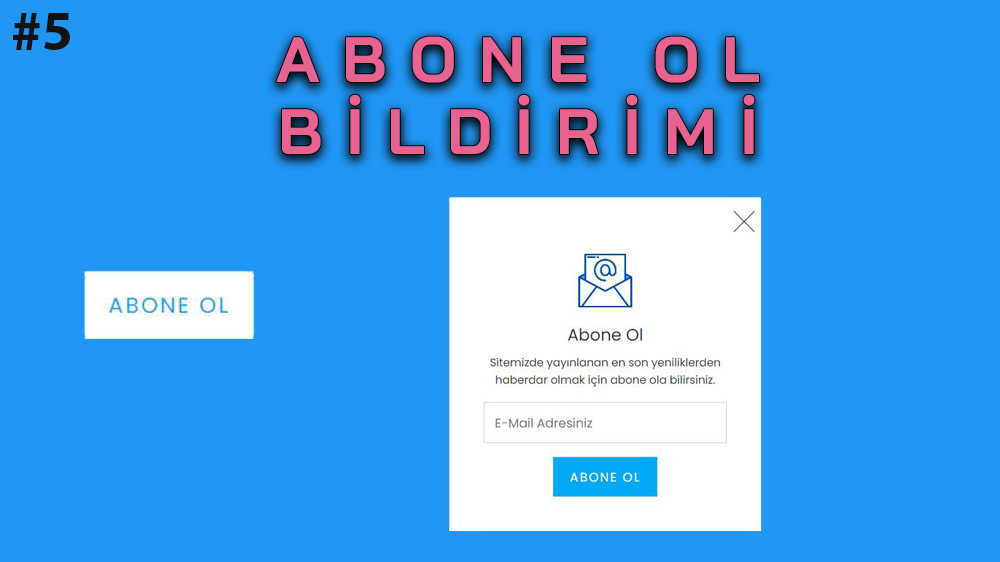 #5
ABONE OL
BİLDİRİMİ
ABONE OL
@
Abone Ol
Sitemizde yayınlanan en son yeniliklerden
haberdar olmak için abone ola bilirsiniz.
E-Mail Adresiniz
ABONE OL